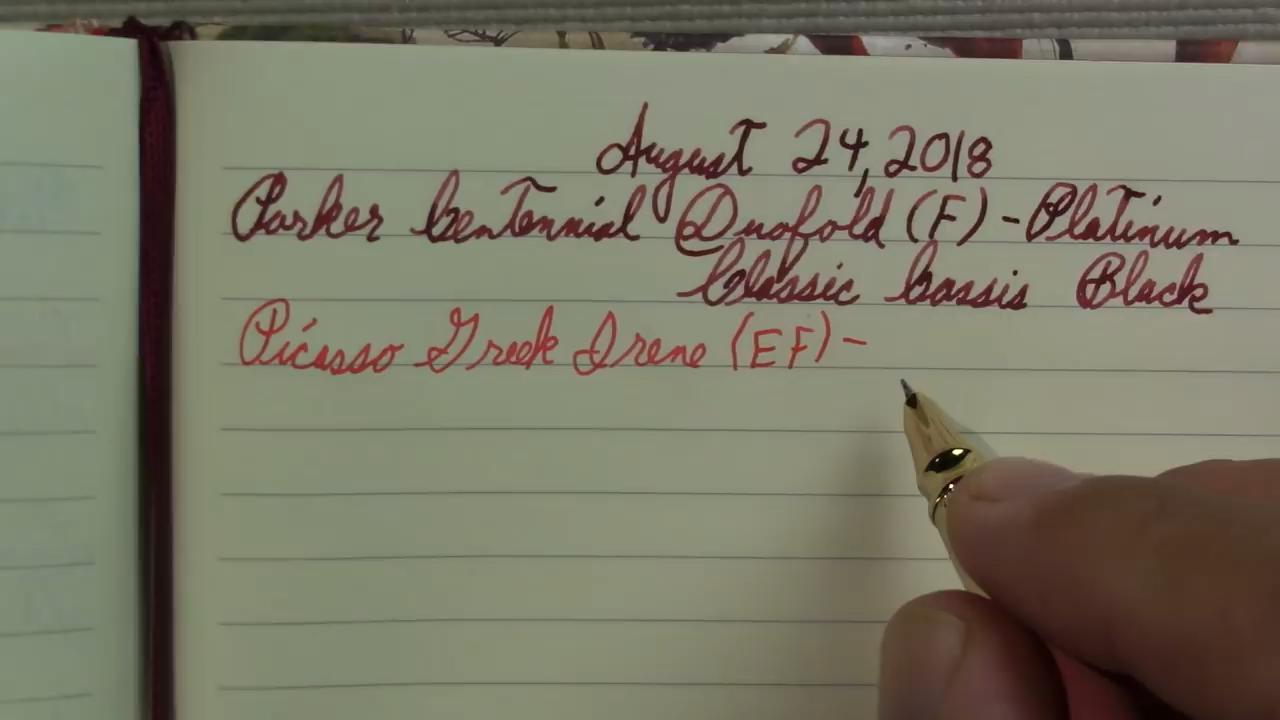 August 24, 2018
Parker Centennial Duofold (F) - Platinum
Classic Cassis Black
Picasso Greek Irene (EF) -